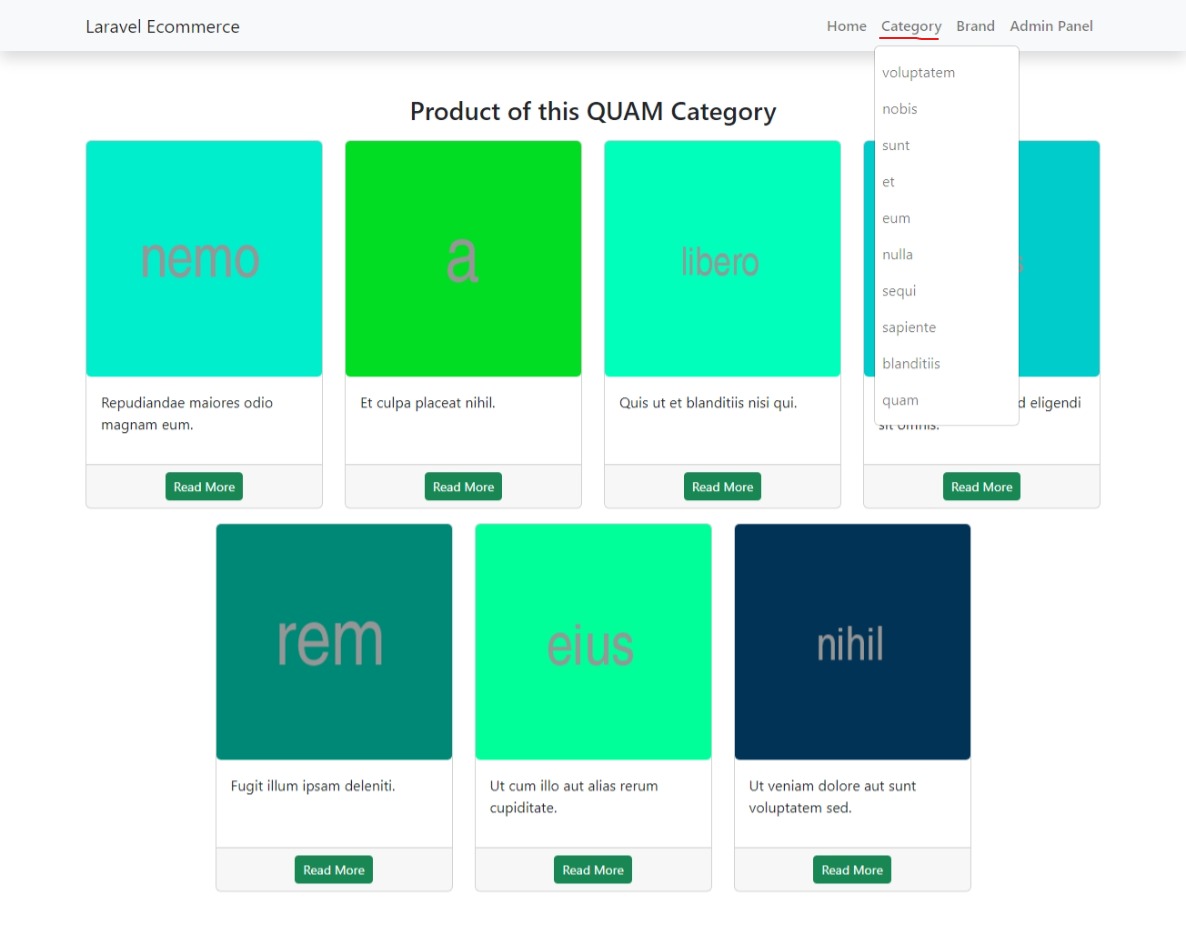 Laravel Ecommerce
Home Category Brand Admin Panel
voluptatem
nobis
sunt
et
eum
nulla
sequi
sapiente
blanditiis
quam
Product of this QUAM Category
nemo
a
libero
Repudiandae maiores odio
magnam eum.
Et culpa placeat nihil.
Quis ut et blanditiis nisi qui.
eligendi
sit omnis.
Read More
Read More
Read More
Read More
rem
eius
nihil
Fugit illum ipsam deleniti.
Ut cum illo aut alias rerum
cupiditate.
Ut veniam dolore aut sunt
voluptatem sed.
Read More
Read More
Read More